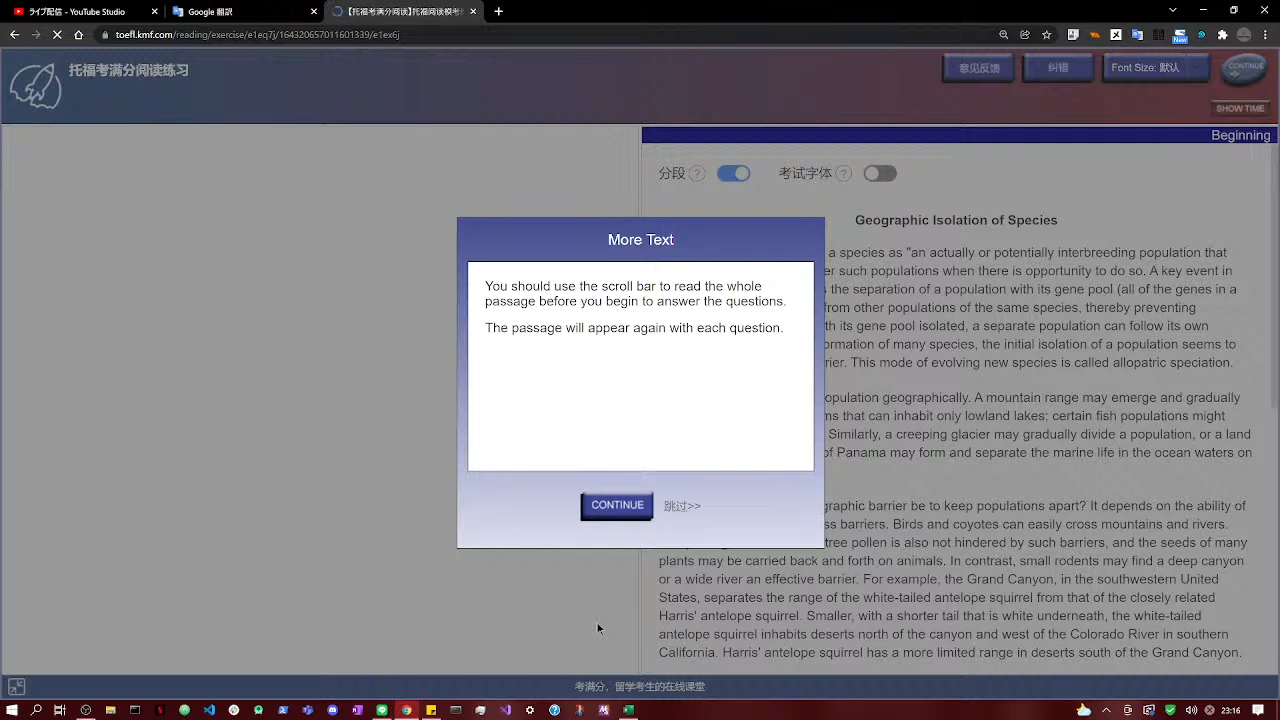 ライブ配信 - YouTube Studio
Google 翻訳
【托福考满分阅读】托福阅读模考
toefl.kmf.com/reading/exercise/e1eg7j/164320657011601339/e1ex6j
托福考满分阅读练习
意见反馈
纠错
Font Size: 默认
CONTINUE
SHOW TIME
Beginning
分段 ?
考试字体 ?
Geographic Isolation of Species
a species as "an actually or potentially interbreeding population that
er such populations when there is opportunity to do so. A key event in
s the separation of a population with its gene pool (all of the genes in a
from other populations of the same species, thereby preventing
th its gene pool isolated, a separate population can follow its own
ormation of many species, the initial isolation of a population seems to
rier. This mode of evolving new species is called allopatric speciation.
opulation geographically. A mountain range may emerge and gradually
ms that can inhabit only lowland lakes; certain fish populations might
Similarly, a creeping glacier may gradually divide a population, or a land
of Panama may form and separate the marine life in the ocean waters on
graphic barrier be to keep populations apart? It depends on the ability of
ss barriers. Birds and coyotes can easily cross mountains and rivers.
tree pollen is also not hindered by such barriers, and the seeds of many
plants may be carried back and forth on animals. In contrast, small rodents may find a deep canyon
or a wide river an effective barrier. For example, the Grand Canyon, in the southwestern United
States, separates the range of the white-tailed antelope squirrel from that of the closely related
Harris' antelope squirrel. Smaller, with a shorter tail that is white underneath, the white-tailed
antelope squirrel inhabits deserts north of the canyon and west of the Colorado River in southern
California. Harris' antelope squirrel has a more limited range in deserts south of the Grand Canyon.
More Text
You should use the scroll bar to read the whole
passage before you begin to answer the questions.
The passage will appear again with each question.
CONTINUE
跳过>>
考满分，留学考生的在线课堂
New
23:16